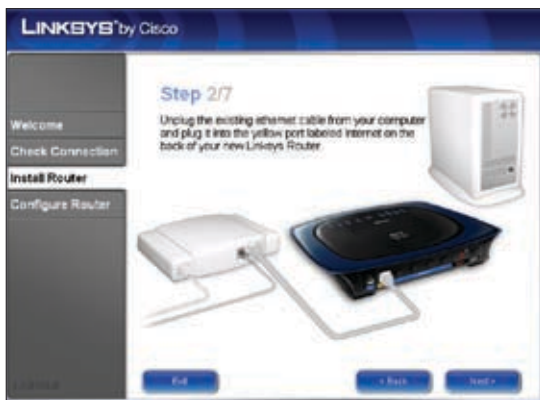 LINKSYS by Cisco
Step 2/7
Unplug the existing ethernet cable from your computer
and plug it into the yellow port labeled Internet on the
back of your new Linksys Router.
Welcome
Check Connection
Install Router
Configure Router
Exit
< Back
Next >